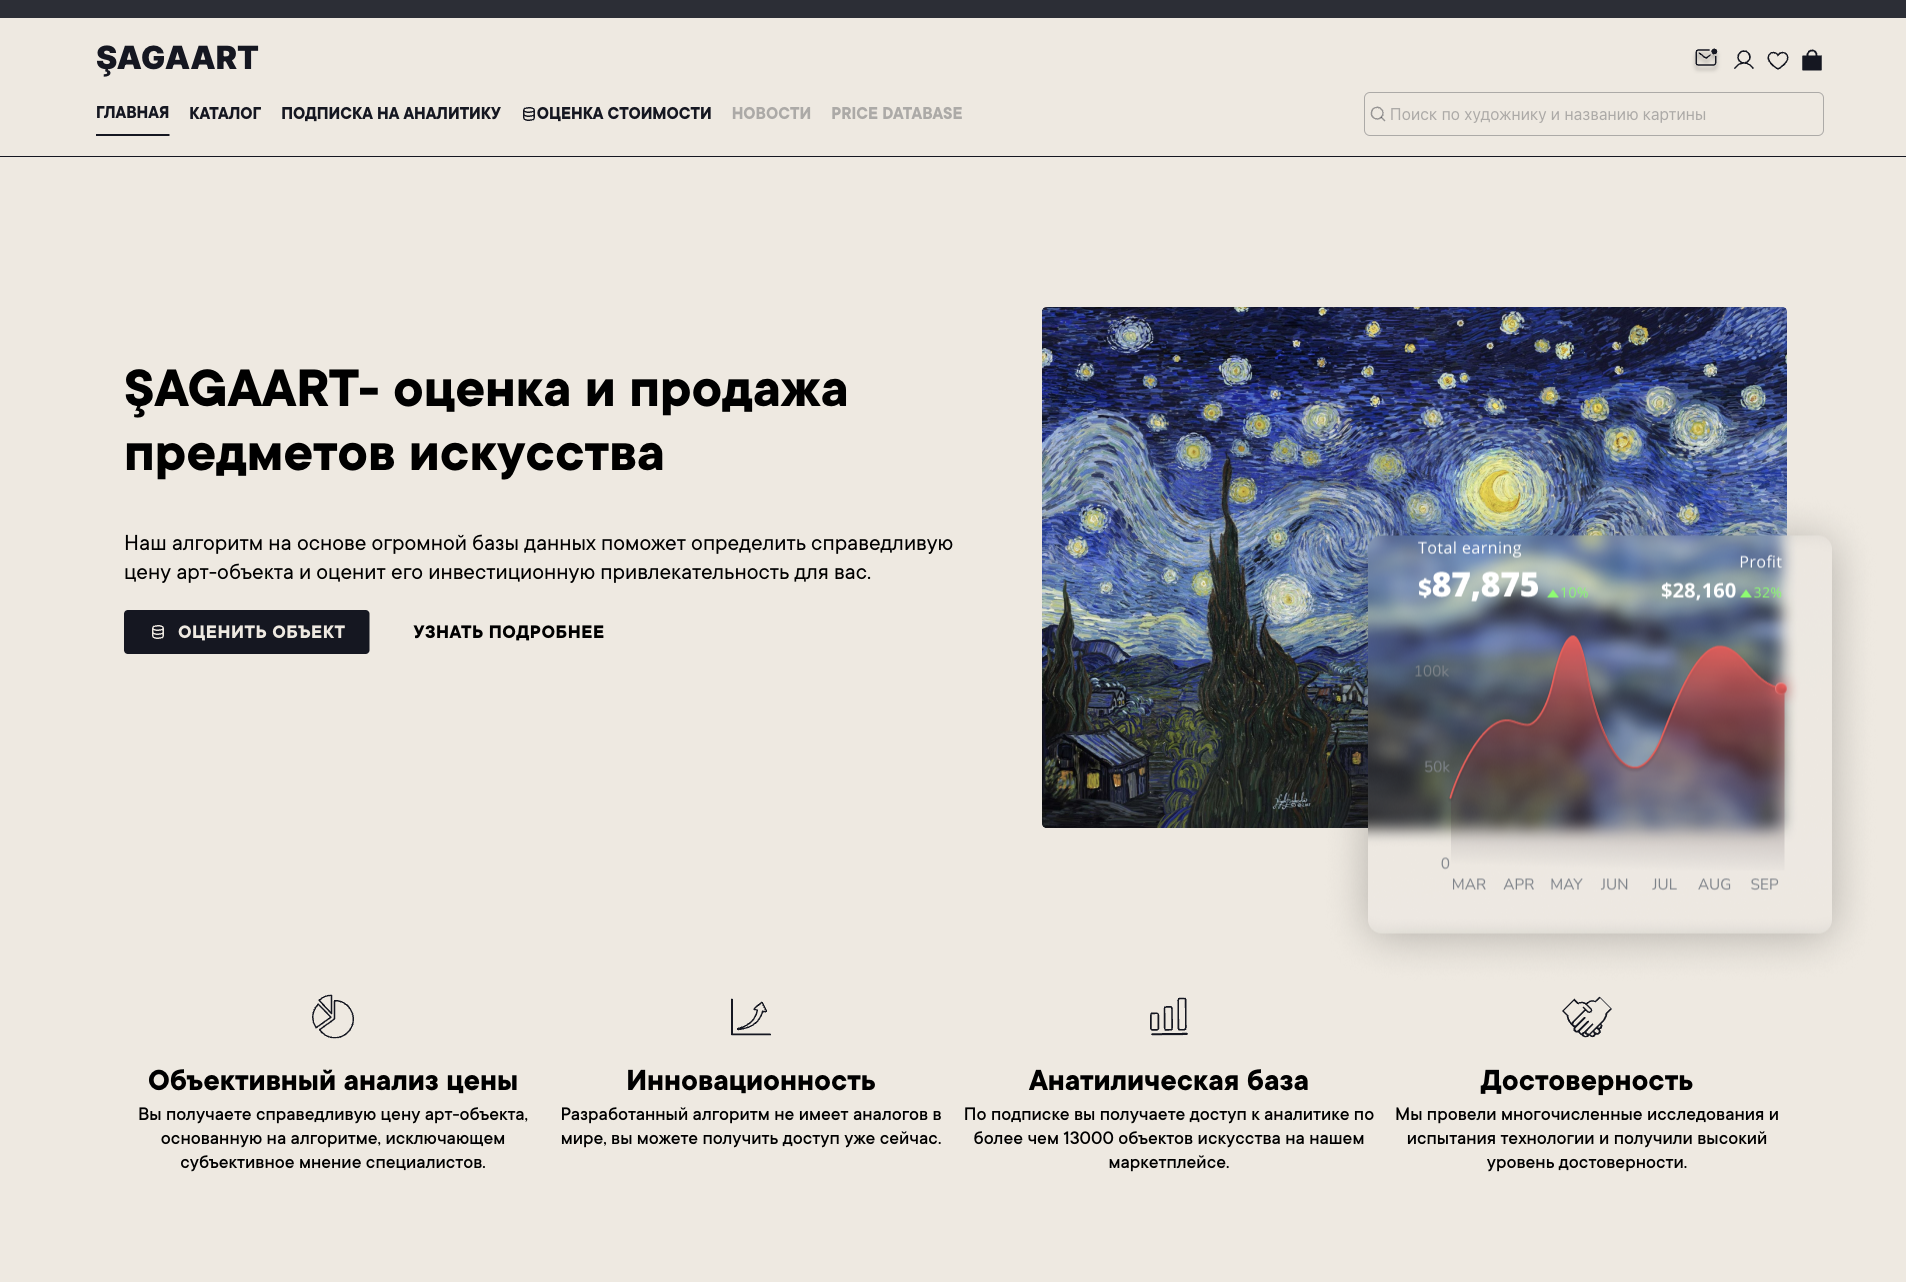 ŞAGAART
ГЛАВНАЯ КАТАЛОГ ПОДПИСКА НА АНАЛИТИКУ ОЦЕНКА СТОИМОСТИ НОВОСТИ PRICE DATABASE
Поиск по художнику и названию картины
ŞAGAART- оценка и продажа
предметов искусства
Наш алгоритм на основе огромной базы данных поможет определить справедливую
цену арт-объекта и оценит его инвестиционную привлекательность для вас.
ОЦЕНИТЬ ОБЪЕКТ УЗНАТЬ ПОДРОБНЕЕ
Total earning
Profit
$87,875 ▲10% $28,160 ▲32%
100k
50k
0
MAR APR MAY JUN JUL AUG SEP
Объективный анализ цены
Вы получаете справедливую цену арт-объекта,
основанную на алгоритме, исключающем
субъективное мнение специалистов.
Инновационность
Разработанный алгоритм не имеет аналогов в
мире, вы можете получить доступ уже сейчас.
Анатилическая база
По подписке вы получаете доступ к аналитике по
более чем 13000 объектов искусства на нашем
маркетплейсе.
Достоверность
Мы провели многочисленные исследования и
испытания технологии и получили высокий
уровень достоверности.